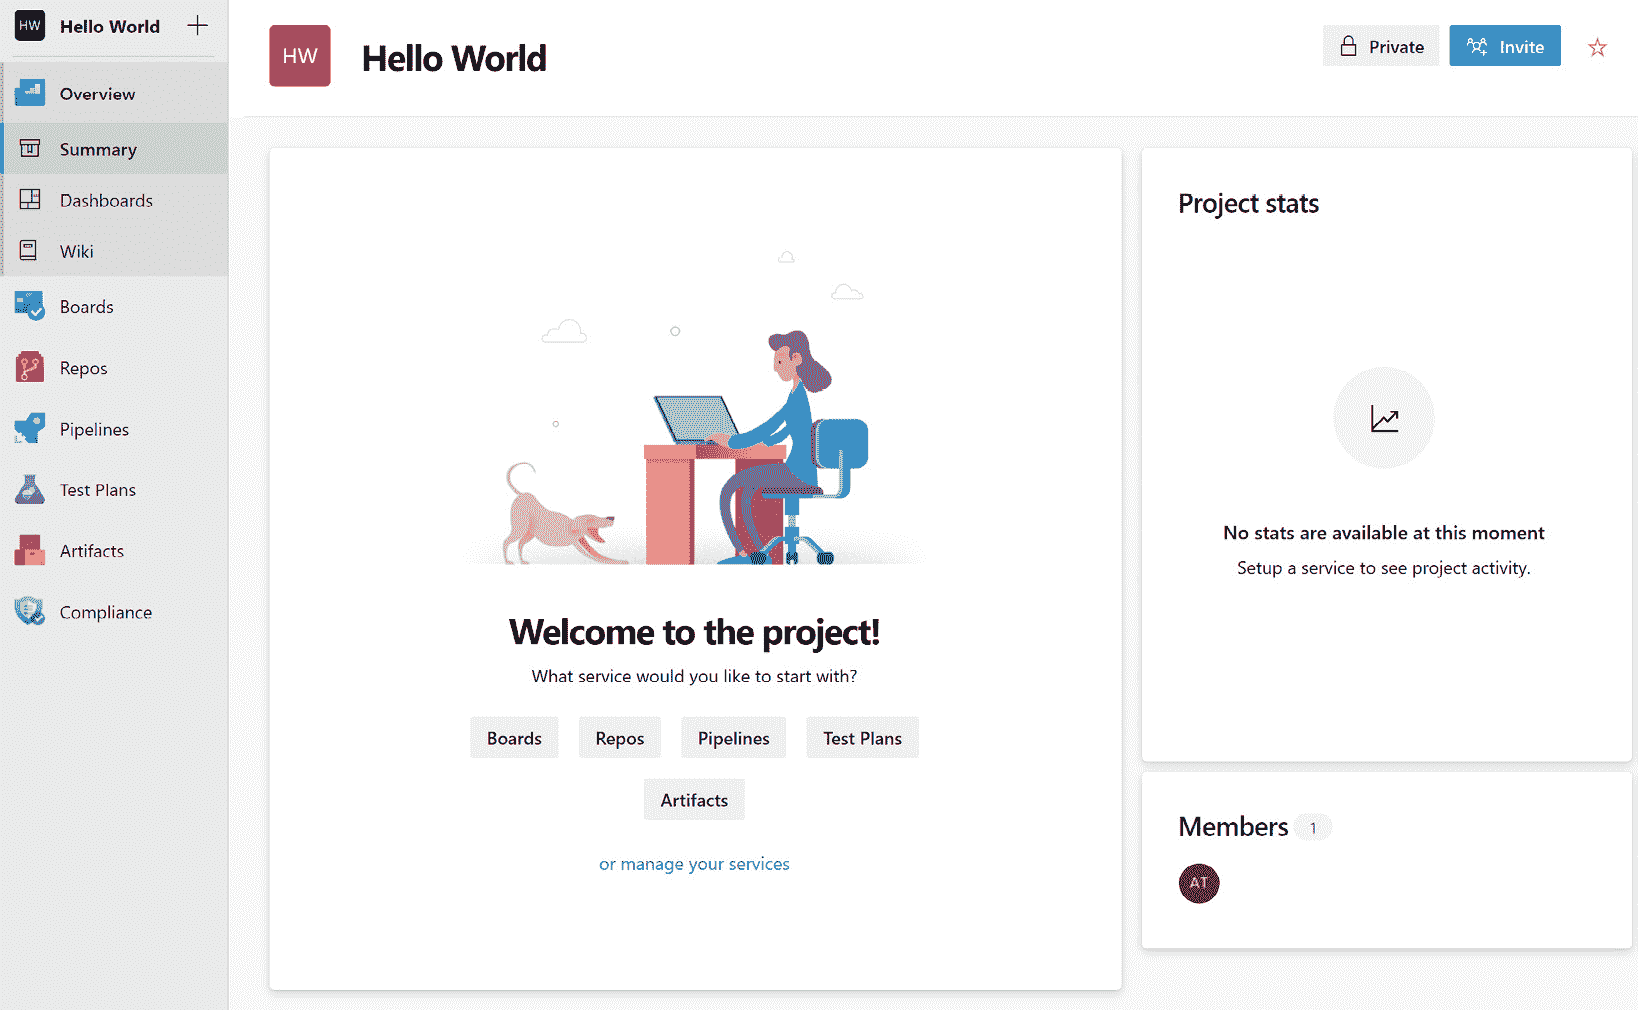 HW Hello World
Overview
Summary
Dashboards
Wiki
Boards
Repos
Pipelines
Test Plans
Artifacts
Compliance
HW Hello World
Private Invite
Welcome to the project!
What service would you like to start with?
Boards Repos Pipelines Test Plans
Artifacts
or manage your services
Project stats
No stats are available at this moment
Setup a service to see project activity.
Members 1
AT